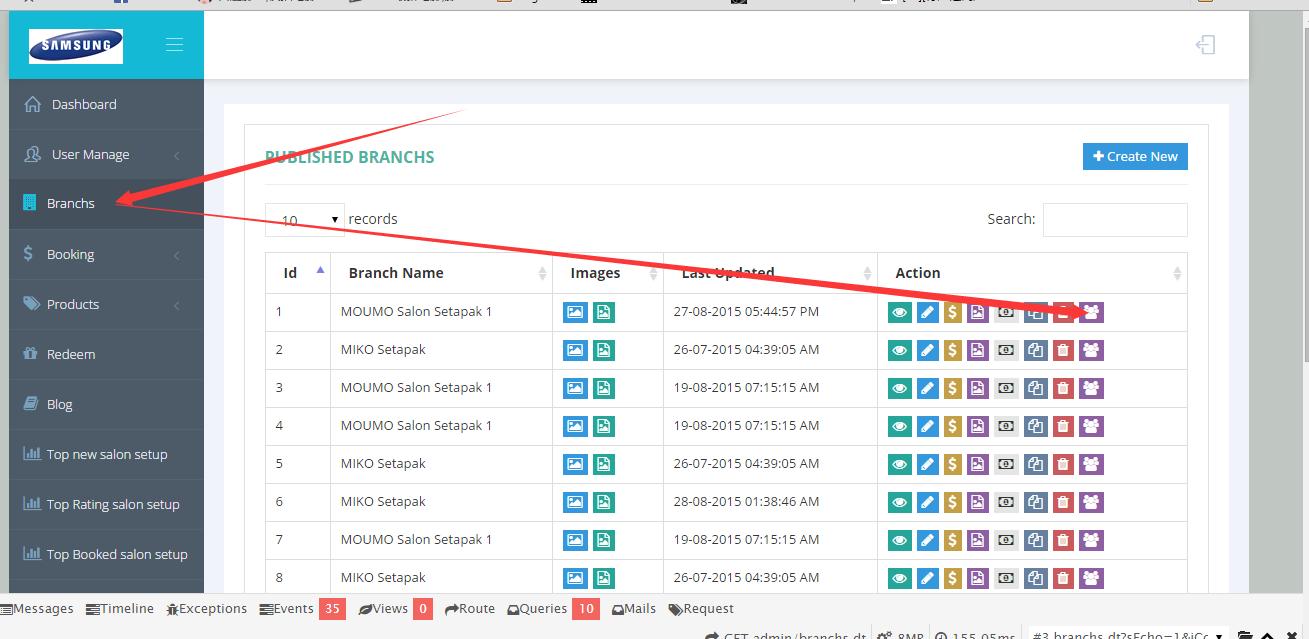 SAMSUNG
Dashboard
User Manage
Branchs
Booking
Products
Redeem
Blog
Top new salon setup
Top Rating salon setup
Top Booked salon setup
PUBLISHED BRANCHS
Create New
10 records
Search:
Id Branch Name Images Last Updated Action
1 MOUMO Salon Setapak 1 27-08-2015 05:44:57 PM
2 MIKO Setapak 26-07-2015 04:39:05 AM
3 MOUMO Salon Setapak 1 19-08-2015 07:15:15 AM
4 MOUMO Salon Setapak 1 19-08-2015 07:15:15 AM
5 MIKO Setapak 26-07-2015 04:39:05 AM
6 MIKO Setapak 28-08-2015 01:38:46 AM
7 MOUMO Salon Setapak 1 19-08-2015 07:15:15 AM
8 MIKO Setapak 26-07-2015 04:39:05 AM
Messages Timeline Exceptions Events 35 Views 0 Route Queries 10 Mails Request
GET admin/branchs dt 8MB 155.05ms #3 branchs dt?sEcho=1&iCo